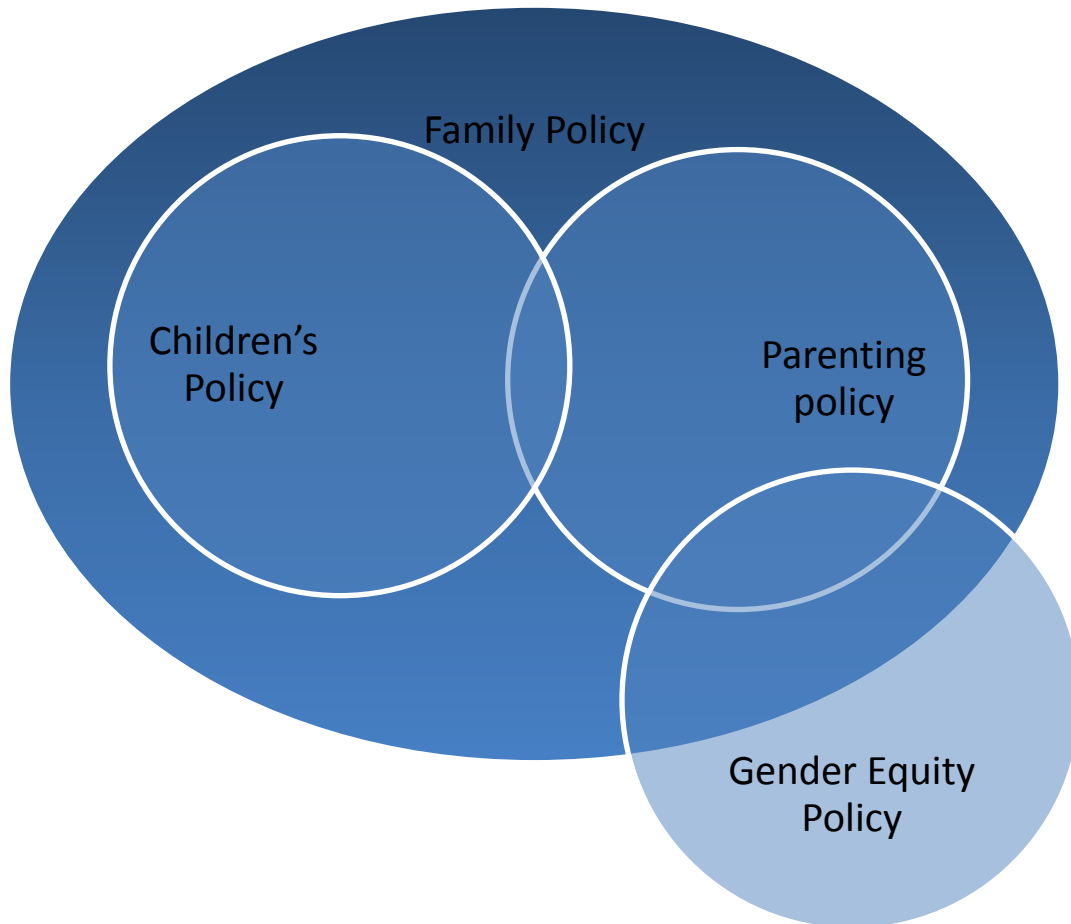 Family Policy
Children’s
Policy
Parenting
policy
Gender Equity
Policy